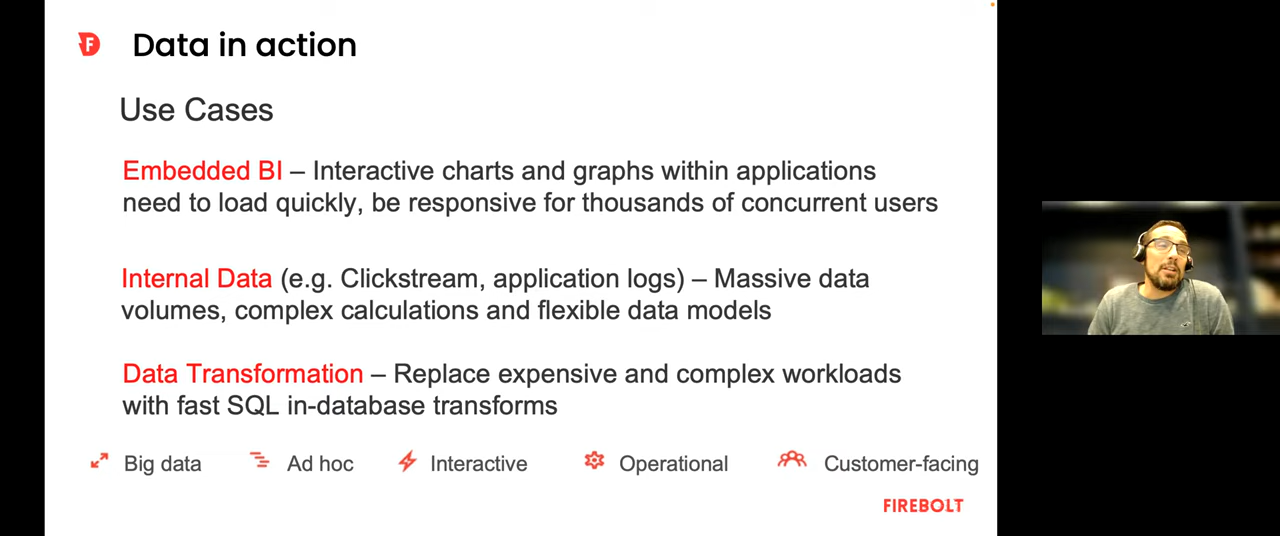 Data in action
Use Cases
Embedded BI – Interactive charts and graphs within applications
need to load quickly, be responsive for thousands of concurrent users
Internal Data (e.g. Clickstream, application logs) – Massive data
volumes, complex calculations and flexible data models
Data Transformation – Replace expensive and complex workloads
with fast SQL in-database transforms
Big data Ad hoc Interactive Operational Customer-facing
FIREBOLT